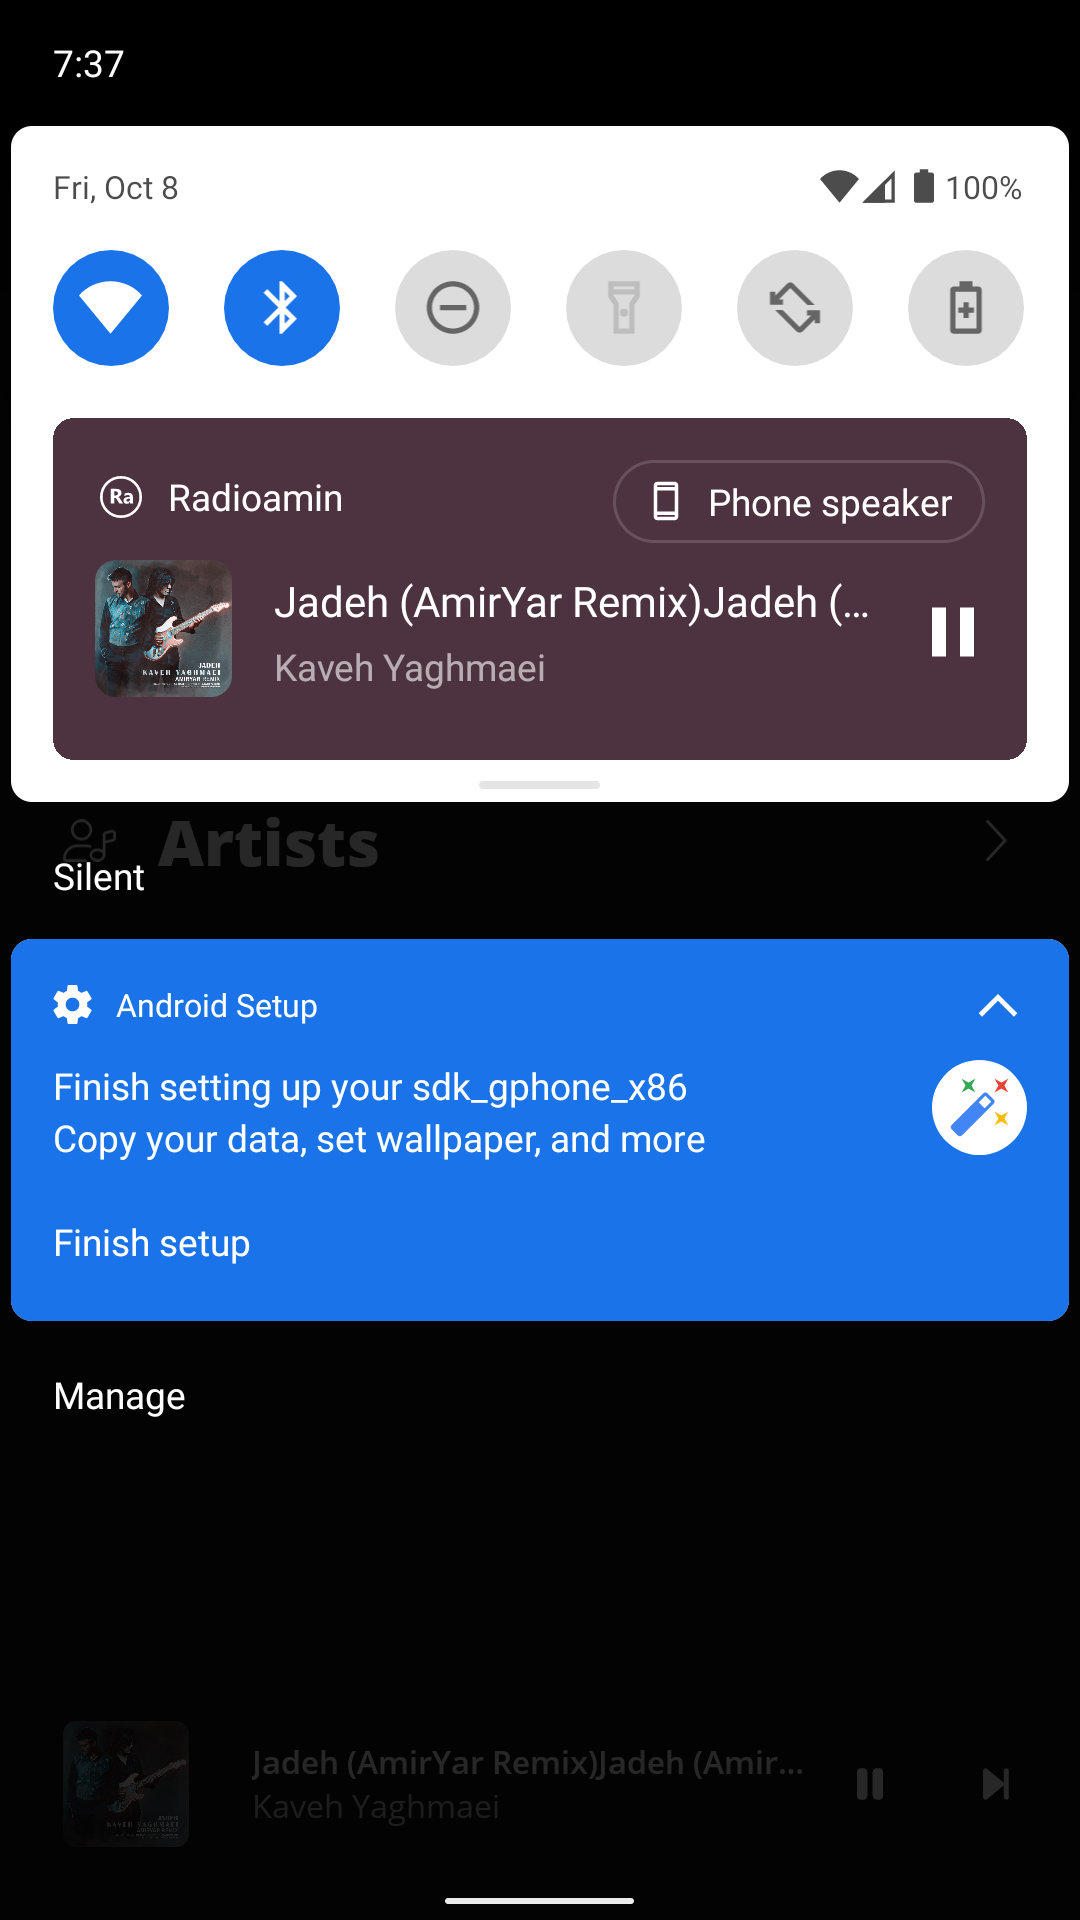 7:37
Fri, Oct 8
100%
Ra
Radioamin
Phone speaker
Jadeh (AmirYar Remix)Jadeh (…
Kaveh Yaghmaei
JADEH
KAVEH YAGHMAEI
AMIRYAR REMIX
Artists
Silent
Android Setup
Finish setting up your sdk_gphone_x86
Copy your data, set wallpaper, and more
Finish setup
Manage
Jadeh (AmirYar Remix)Jadeh (Amir...
Kaveh Yaghmaei